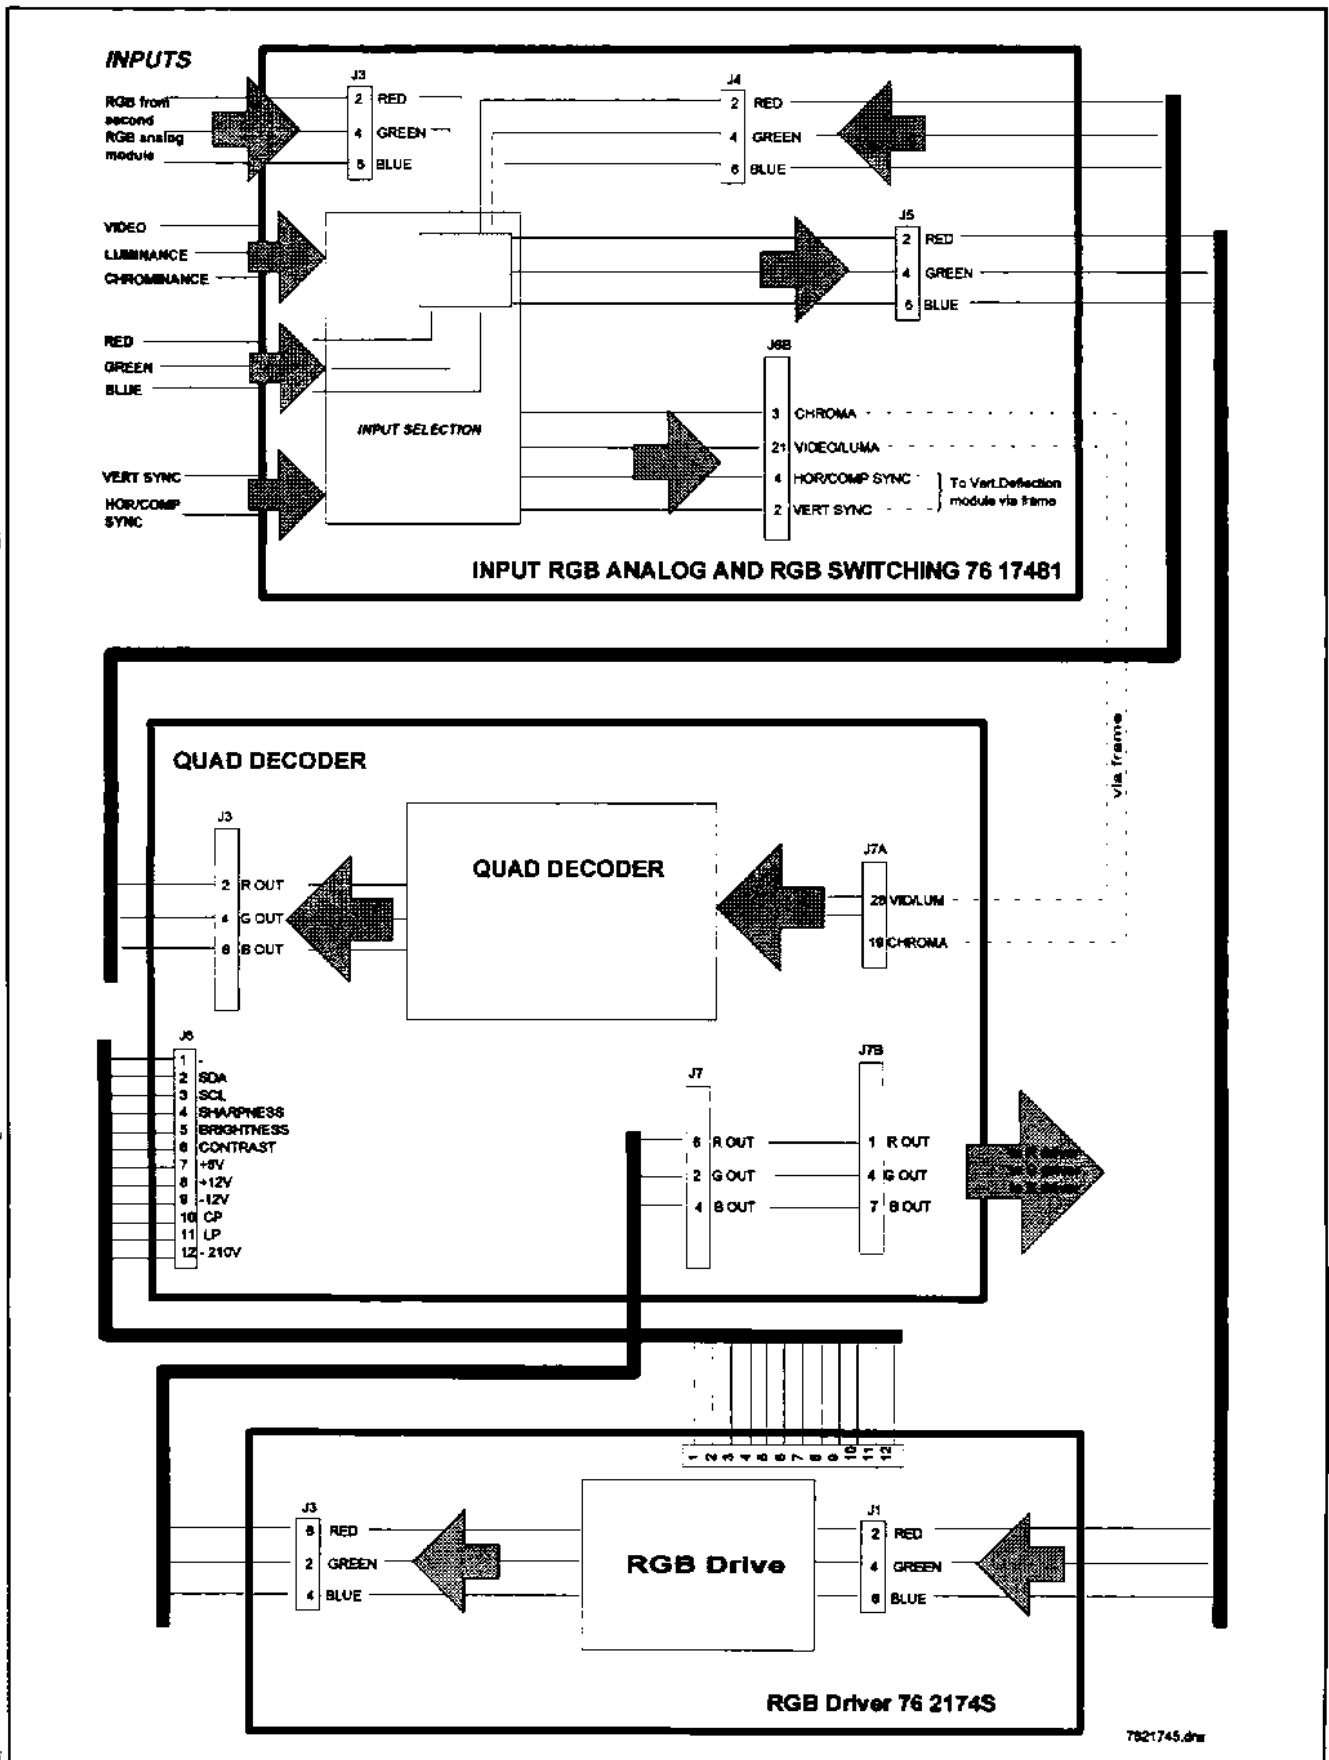 INPUTS
RGB from
second
RGB analog
module
J3
2 RED
4 GREEN
6 BLUE
J4
2 RED
4 GREEN
6 BLUE
VIDEO
LUMINANCE
CHROMINANCE
J5
2 RED
4 GREEN
6 BLUE
RED
GREEN
BLUE
INPUT SELECTION
J6B
3 CHROMA
21 VIDEO/LUMA
4 HOR/COMP SYNC
2 VERT SYNC
To Vert.Deflection
module via frame
VERT SYNC
HOR/COMP
SYNC
INPUT RGB ANALOG AND RGB SWITCHING 76 17481
via frame
QUAD DECODER
J3
2 R OUT
4 G OUT
6 B OUT
QUAD DECODER
J7A
VID/LUM
19 CHROMA
1 -
2 SDA
3 SCL
4 SHARPNESS
5 BRIGHTNESS
6 CONTRAST
7
8 +12V
9 -12V
10 CP
11 LP
12 - 210V
J7
6 R OUT
2 G OUT
4 B OUT
J7B
1 R OUT
4 G OUT
7 B OUT
to R driver
to G driver
to B driver
1 2 3 4 5 6 7 8 9 10 11 12
J3
6 RED
2 GREEN
4 BLUE
RGB Drive
J1
2 RED
4 GREEN
6 BLUE
RGB Driver 76 2174S
7621745.drw